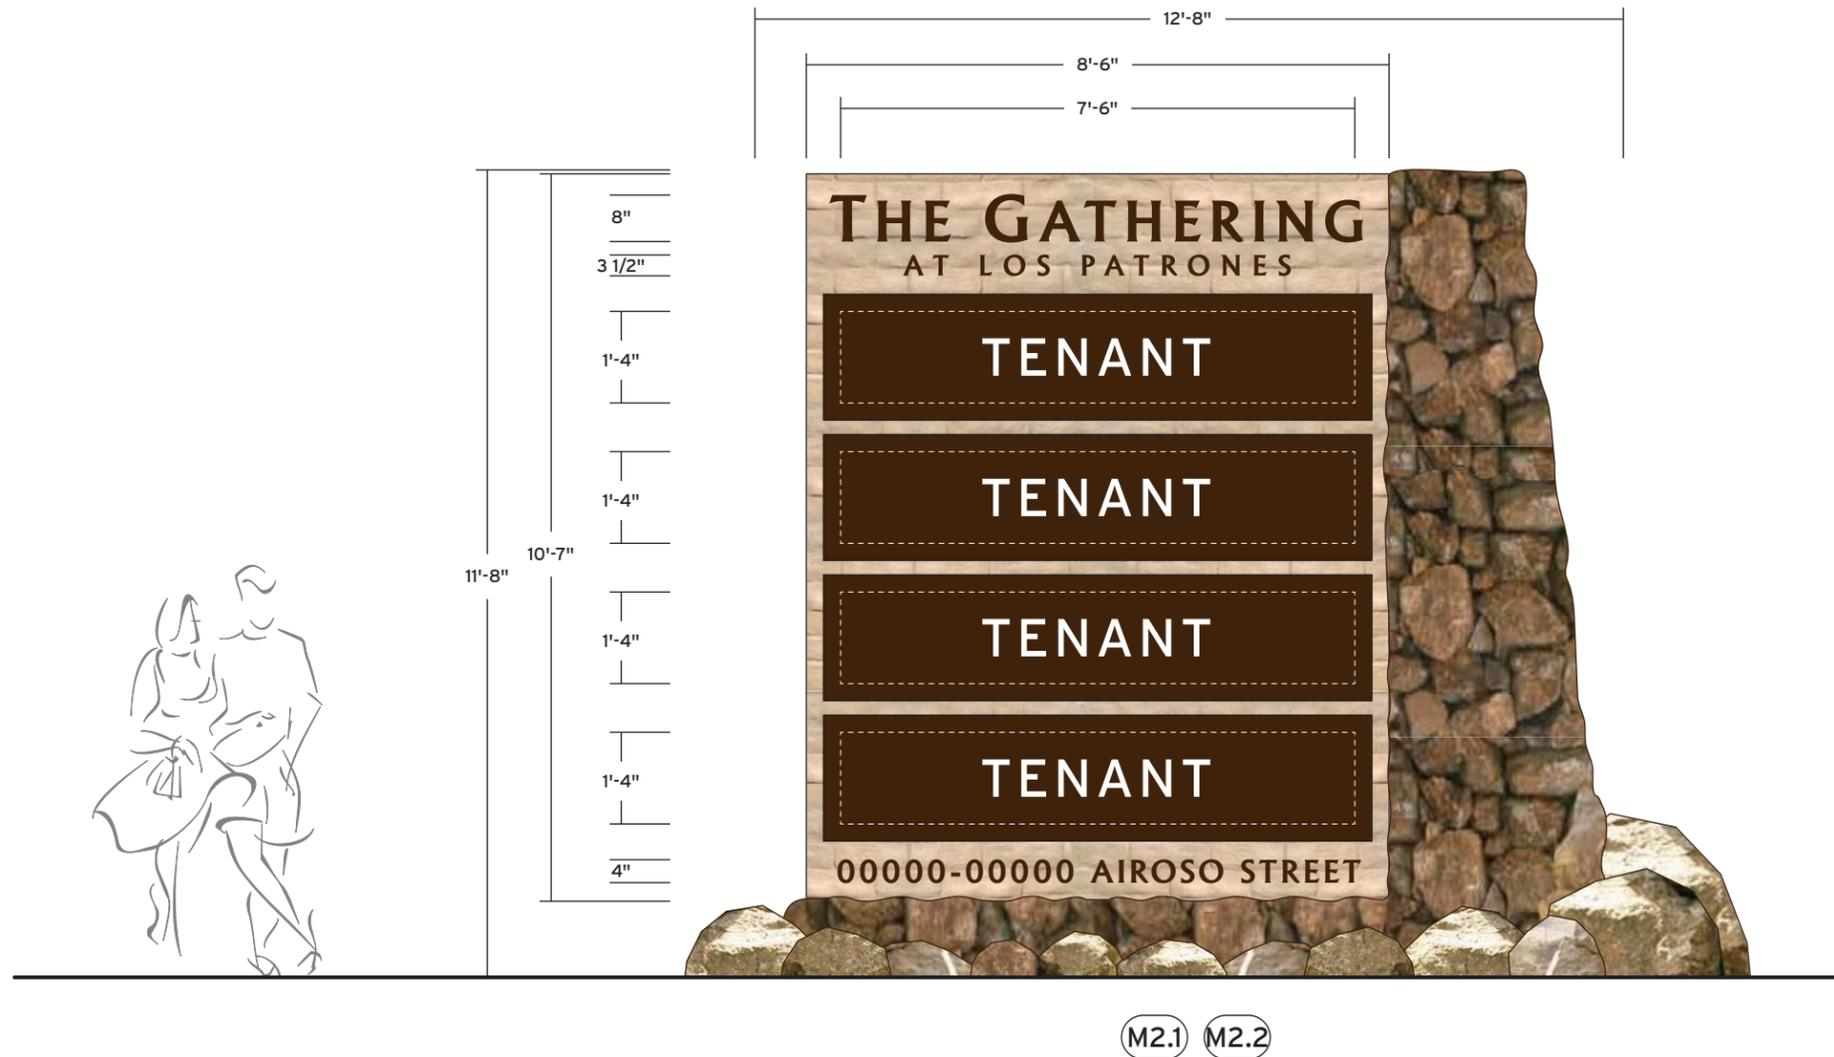 12'-8"
8'-6"
7'-6"
8"
3 1/2"
1'-4"
1'-4"
1'-4"
1'-4"
4"
10'-7"
11'-8"
THE GATHERING
AT LOS PATRONES
TENANT
TENANT
TENANT
TENANT
00000-00000 AIROSO STREET
M2.1 M2.2